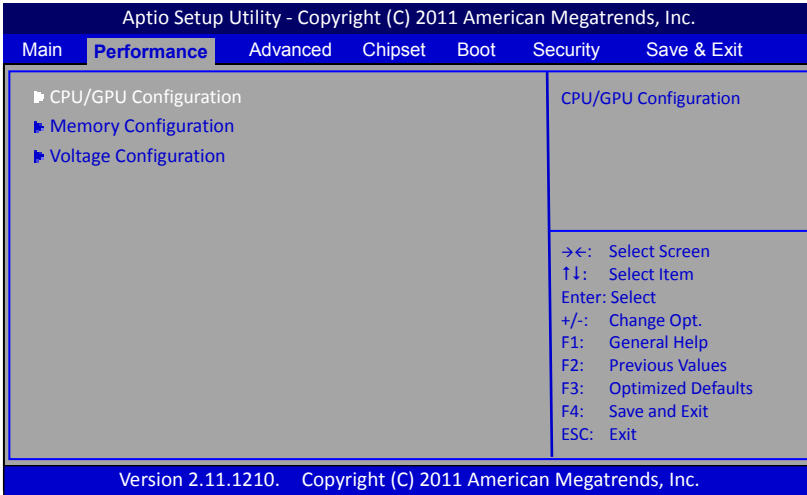 Aptio Setup Utility - Copyright (C) 2011 American Megatrends, Inc.
Main Performance Advanced Chipset Boot Security Save & Exit
CPU/GPU Configuration
Memory Configuration
Voltage Configuration
CPU/GPU Configuration
→←: Select Screen
↑↓: Select Item
Enter: Select
+/-: Change Opt.
F1: General Help
F2: Previous Values
F3: Optimized Defaults
F4: Save and Exit
ESC: Exit
Version 2.11.1210. Copyright (C) 2011 American Megatrends, Inc.